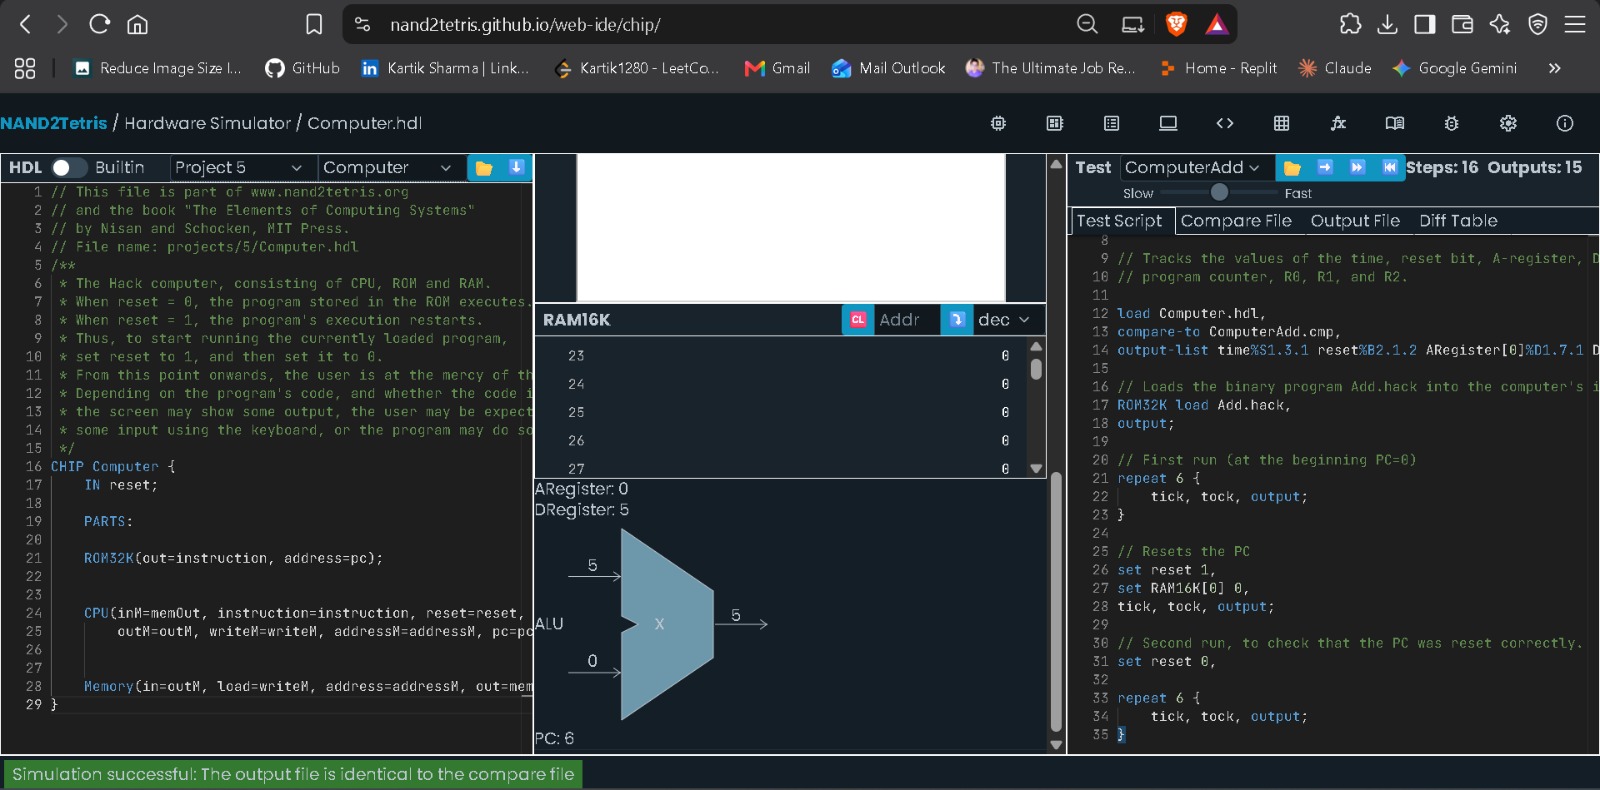 nand2tetris.github.io/web-ide/chip/
Reduce Image Size I... GitHub Kartik Sharma | Link... Kartik1280 - LeetCo... Gmail Mail Outlook The Ultimate Job Re... Home - Replit Claude Google Gemini »
NAND2Tetris / Hardware Simulator / Computer.hdl
HDL Builtin Project 5 Computer
1 // This file is part of www.nand2tetris.org
2 // and the book "The Elements of Computing Systems"
3 // by Nisan and Schocken, MIT Press.
4 // File name: projects/5/Computer.hdl
5 /**
6 * The Hack computer, consisting of CPU, ROM and RAM.
7 * When reset = 0, the program stored in the ROM executes.
8 * When reset = 1, the program's execution restarts.
9 * Thus, to start running the currently loaded program,
10 * set reset to 1, and then set it to 0.
11 * From this point onwards, the user is at the mercy of th
12 * Depending on the program's code, and whether the code i
13 * the screen may show some output, the user may be expect
14 * some input using the keyboard, or the program may do so
15 */
16 CHIP Computer {
17 IN reset;
18
19 PARTS:
20
21 ROM32K(out=instruction, address=pc);
22
23
24 CPU(inM=memOut, instruction=instruction, reset=reset,
25 outM=outM, writeM=writeM, addressM=addressM, pc=pc
26
27
28 Memory(in=outM, load=writeM, address=addressM, out=mem
29 }
RAM16K CL Addr dec
23 0
24 0
25 0
26 0
27 0
ARegister: 0
DRegister: 5
5
ALU X 5
0
PC: 6
Test ComputerAdd Steps: 16 Outputs: 15
Slow Fast
Test Script Compare File Output File Diff Table
8
9 // Tracks the values of the time, reset bit, A-register, D
10 // program counter, R0, R1, and R2.
11
12 load Computer.hdl,
13 compare-to ComputerAdd.cmp,
14 output-list time%S1.3.1 reset%B2.1.2 ARegister[0]%D1.7.1 D
15
16 // Loads the binary program Add.hack into the computer's i
17 ROM32K load Add.hack,
18 output;
19
20 // First run (at the beginning PC=0)
21 repeat 6 {
22 tick, tock, output;
23 }
24
25 // Resets the PC
26 set reset 1,
27 set RAM16K[0] 0,
28 tick, tock, output;
29
30 // Second run, to check that the PC was reset correctly.
31 set reset 0,
32
33 repeat 6 {
34 tick, tock, output;
35 }
Simulation successful: The output file is identical to the compare file